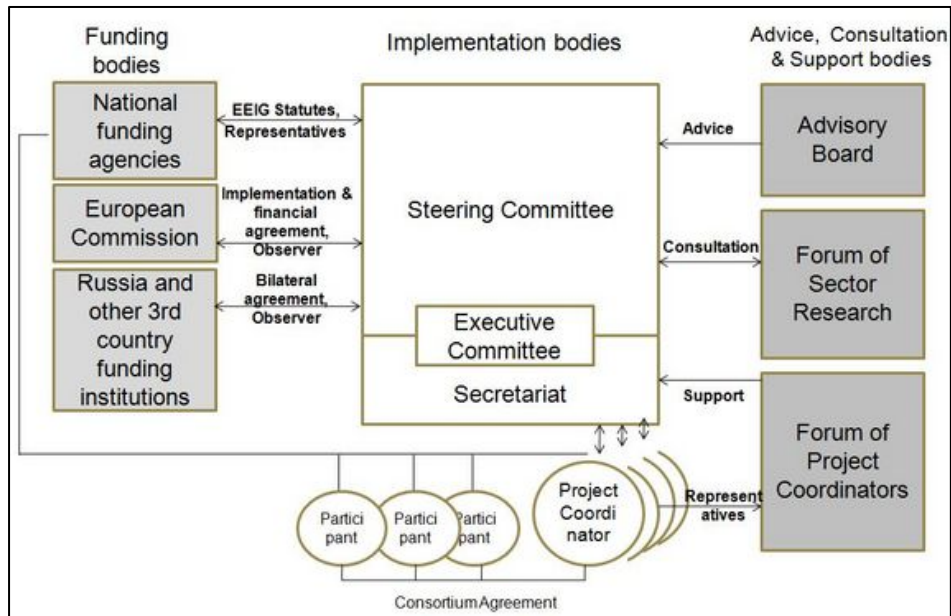 Funding
bodies
Implementation bodies
Advice, Consultation
& Support bodies
National
funding
agencies
EEIG Statutes,
Representatives
European
Commission
Implementation &
financial
agreement,
Observer
Russia and
other 3rd
country
funding
institutions
Bilateral
agreement,
Observer
Steering Committee
Executive
Committee
Secretariat
Advice
Advisory
Board
Consultation
Forum of
Sector
Research
Support
Forum of
Project
Coordinators
Partici
pant
Partici
pant
Partici
pant
Project
Coordi
nator
Represent
atives
Consortium Agreement